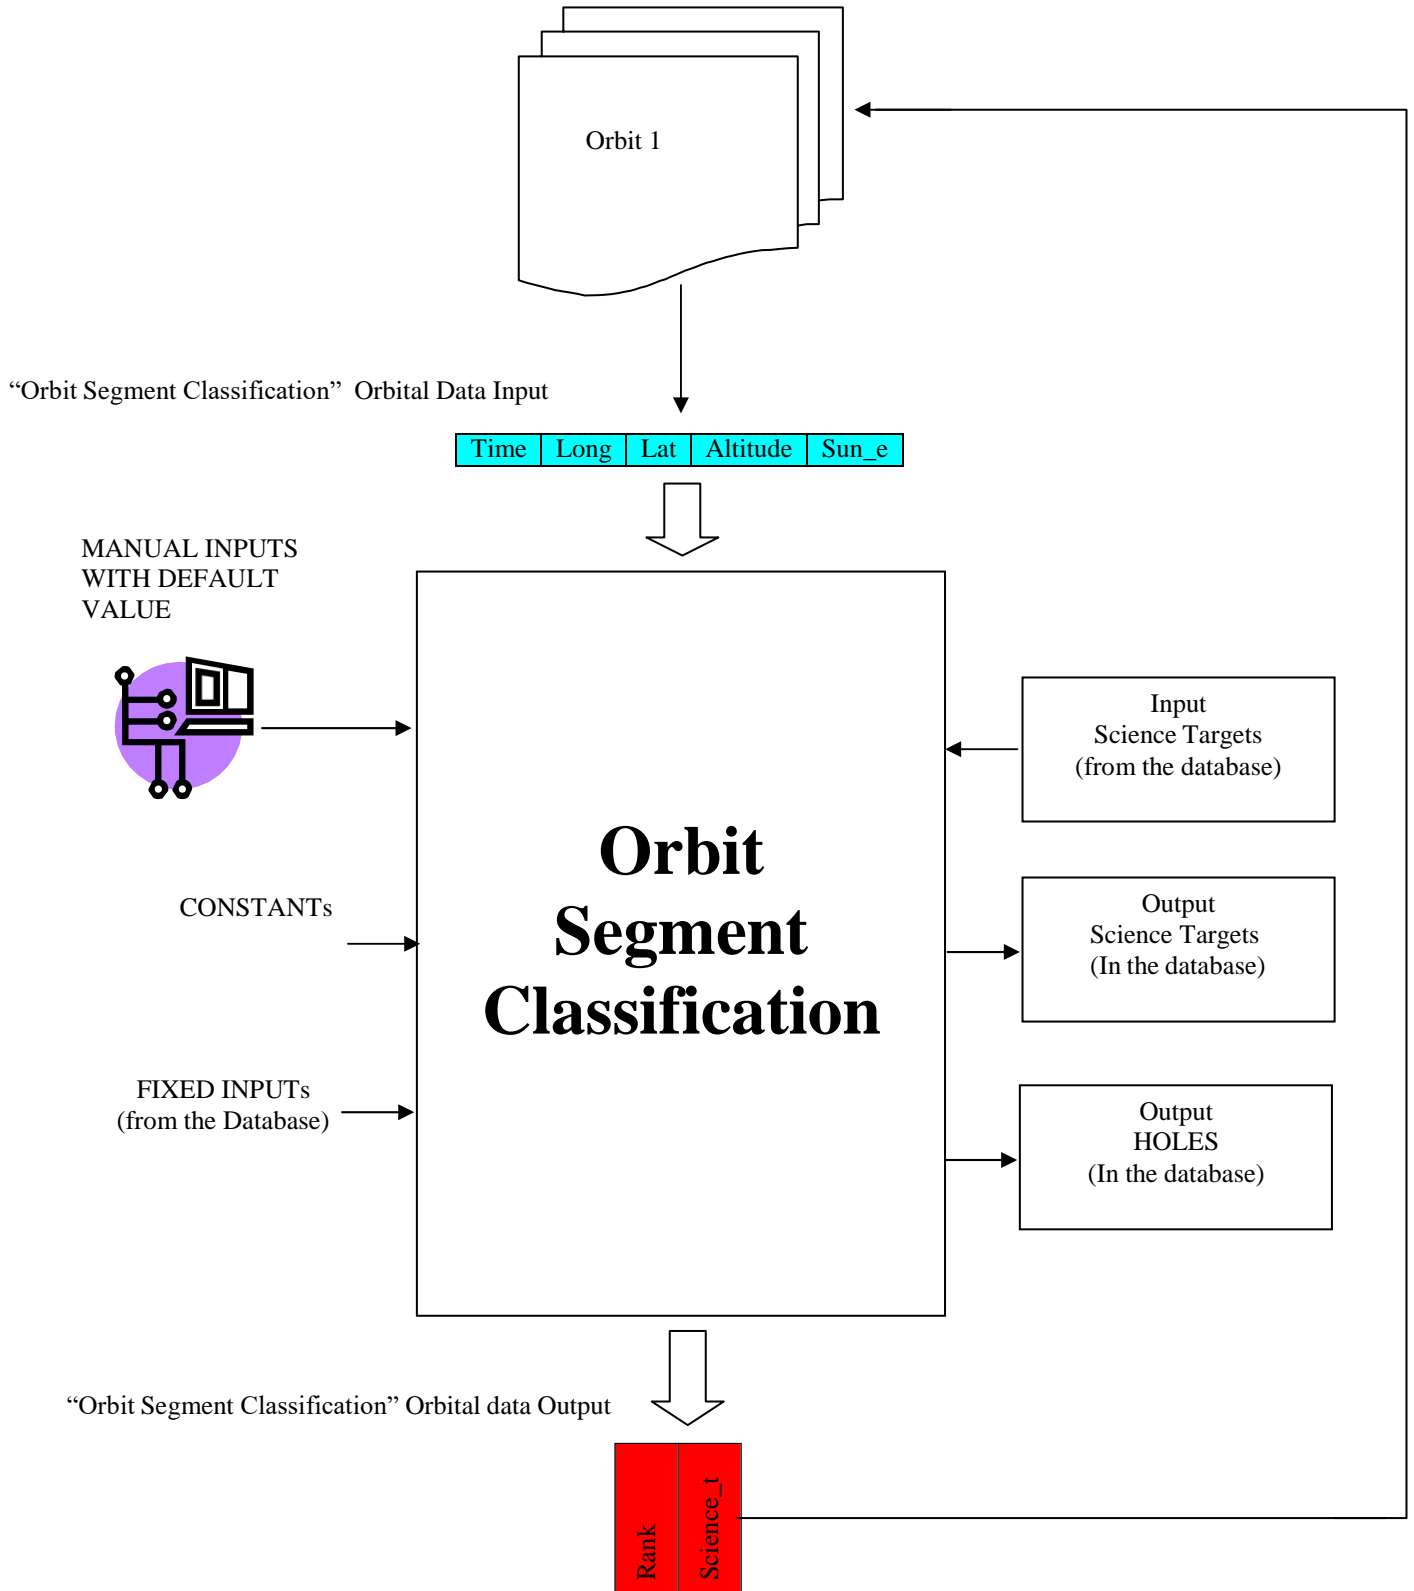 Orbit 1
“Orbit Segment Classification”  Orbital Data Input
Time Long Lat Altitude Sun_e
MANUAL INPUTS
WITH DEFAULT
VALUE
Input
Science Targets
(from the database)
Orbit
Segment
Classification
CONSTANTs
Output
Science Targets
(In the database)
FIXED INPUTs
(from the Database)
Output
HOLES
(In the database)
“Orbit Segment Classification” Orbital data Output
Rank
Science_t